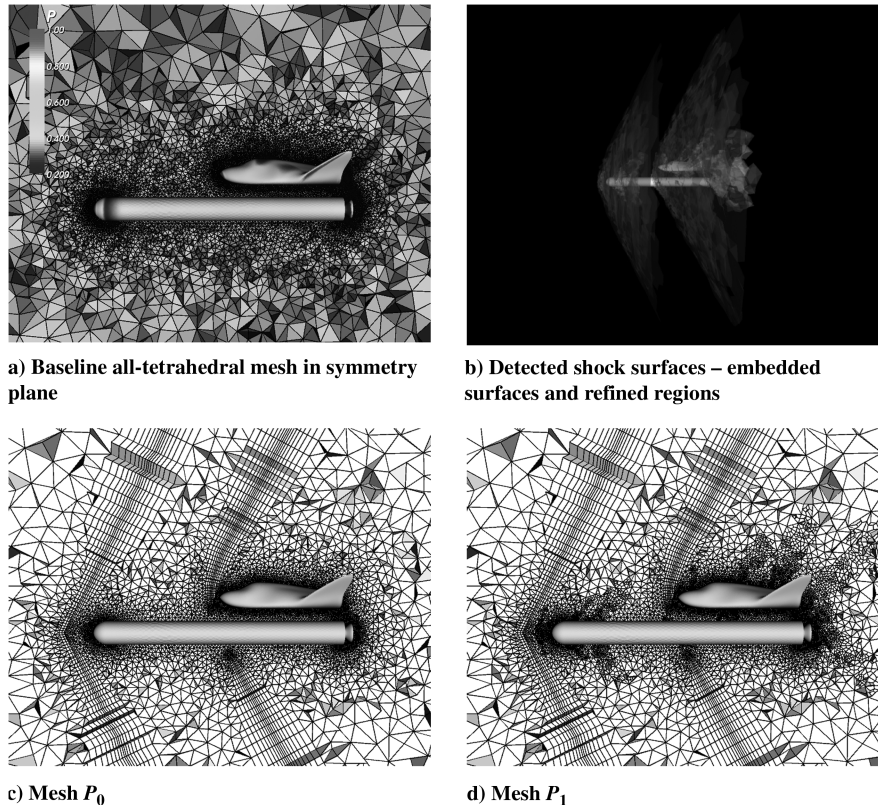 P
1.00
0.800
0.600
0.400
0.200
a) Baseline all-tetrahedral mesh in symmetry
plane
b) Detected shock surfaces – embedded
surfaces and refined regions
c) Mesh P0
d) Mesh P1